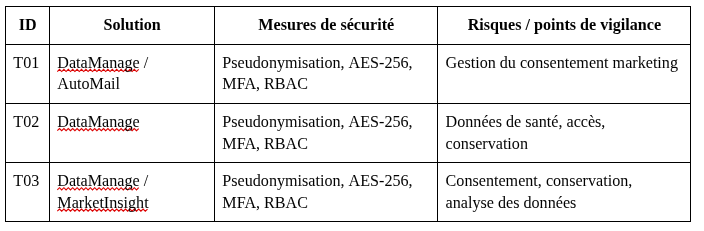 ID Solution Mesures de sécurité Risques / points de vigilance
T01 DataManage / Pseudonymisation, AES-256, Gestion du consentement marketing
AutoMail MFA, RBAC
T02 DataManage Pseudonymisation, AES-256, Données de santé, accès,
MFA, RBAC conservation
T03 DataManage / Pseudonymisation, AES-256, Consentement, conservation,
MarketInsight MFA, RBAC analyse des données